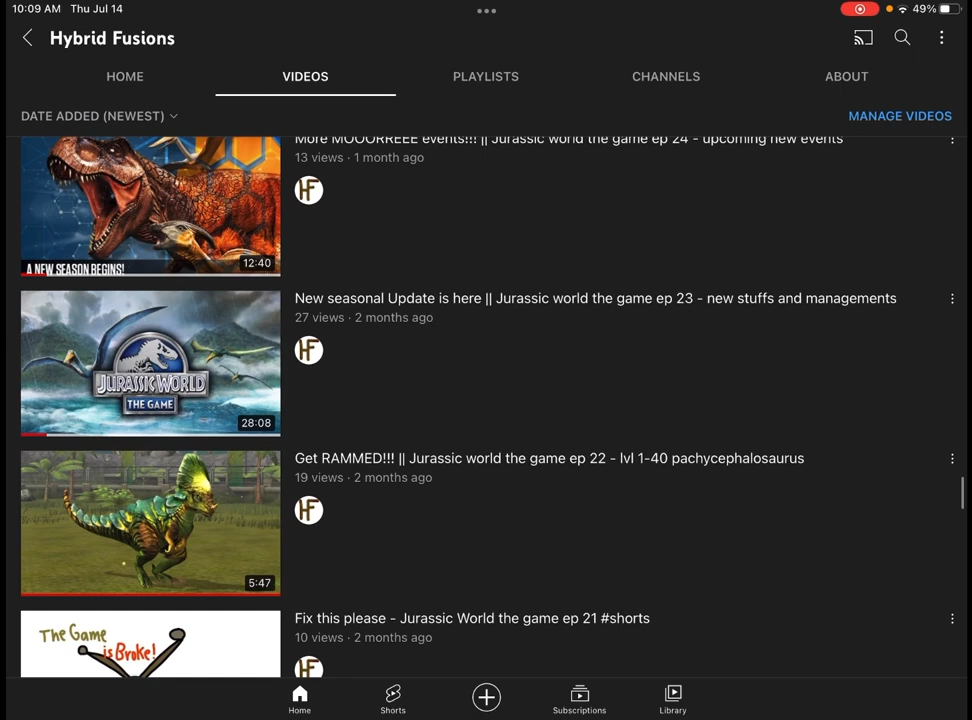 10:09 AM Thu Jul 14
49%
Hybrid Fusions
HOME VIDEOS PLAYLISTS CHANNELS ABOUT
DATE ADDED (NEWEST)
MANAGE VIDEOS
More MOOORREEE events!!! || Jurassic world the game ep 24 - upcoming new events
13 views · 1 month ago
HF
A NEW SEASON BEGINS!
12:40
New seasonal Update is here || Jurassic world the game ep 23 - new stuffs and managements
27 views · 2 months ago
HF
JURASSIC WORLD
THE GAME
28:08
Get RAMMED!!! || Jurassic world the game ep 22 - lvl 1-40 pachycephalosaurus
19 views · 2 months ago
HF
5:47
Fix this please - Jurassic World the game ep 21 #shorts
10 views · 2 months ago
HF
The Game
is Broke!
Home Shorts Subscriptions Library